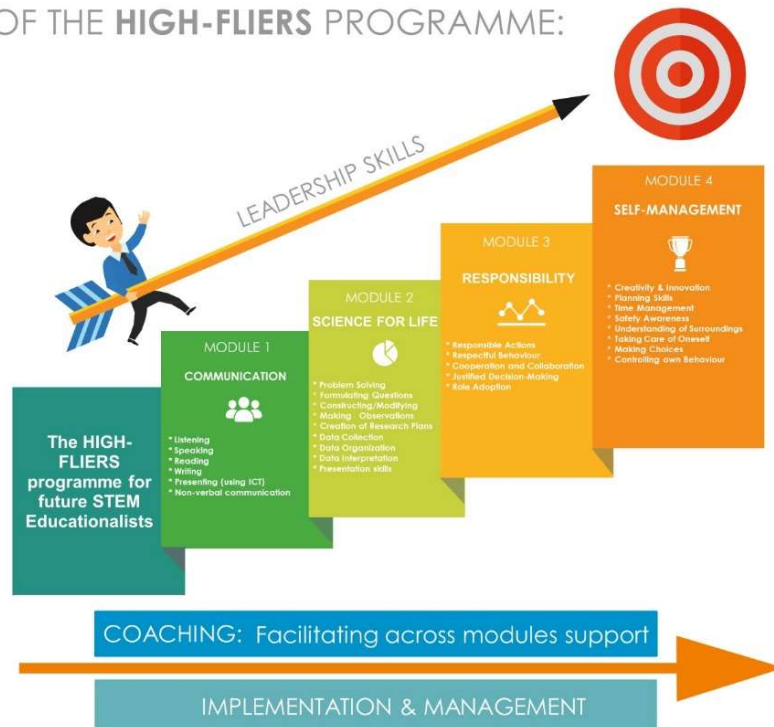 OF THE HIGH-FLIERS PROGRAMME:
LEADERSHIP SKILLS
The HIGH-
FLIERS
programme for
future STEM
Educationalists
MODULE 1
COMMUNICATION
* Listening
* Speaking
* Reading
* Writing
* Presenting (using ICT)
* Non-verbal communication
MODULE 2
SCIENCE FOR LIFE
* Problem Solving
* Formulating Questions
* Constructing/Modifying
* Making Observations
* Creation of Research Plans
* Data Collection
* Data Organization
* Data Interpretation
* Presentation skills
MODULE 3
RESPONSIBILITY
* Responsible Actions
* Respectful Behaviour
* Cooperation and Collaboration
* Justified Decision-Making
* Role Adoption
MODULE 4
SELF-MANAGEMENT
* Creativity & Innovation
* Planning Skills
* Time Management
* Safety Awareness
* Understanding of Surroundings
* Taking Care of Oneself
* Making Choices
* Controlling own Behaviour
COACHING: Facilitating across modules support
IMPLEMENTATION & MANAGEMENT